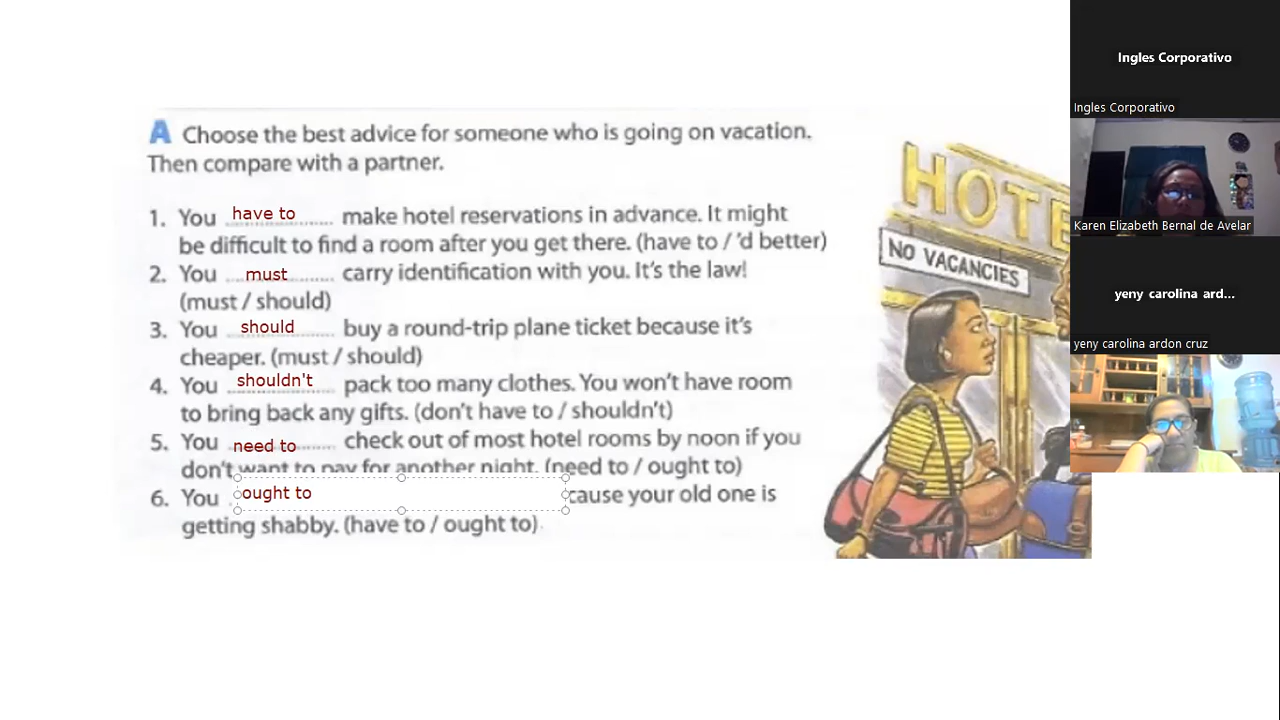 A Choose the best advice for someone who is going on vacation.
Then compare with a partner.
1. You have to make hotel reservations in advance. It might
be difficult to find a room after you get there. (have to / 'd better)
2. You must carry identification with you. It's the law!
(must / should)
3. You should buy a round-trip plane ticket because it's
cheaper. (must / should)
4. You shouldn't pack too many clothes. You won't have room
to bring back any gifts. (don't have to / shouldn't)
5. You need to check out of most hotel rooms by noon if you
don't want to pay for another night. (need to / ought to)
6. You ought to cause your old one is
getting shabby. (have to / ought to)
HOTE
NO VACANCIES
Ingles Corporativo
Ingles Corporativo
Karen Elizabeth Bernal de Avelar
yeny carolina ard...
yeny carolina ardon cruz